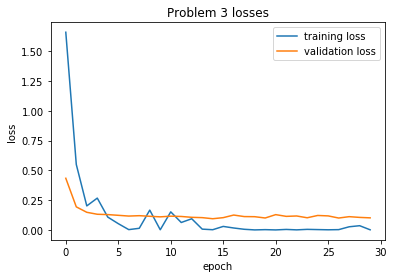 Problem 3 losses
training loss
validation loss
loss
1.50
1.25
1.00
0.75
0.50
0.25
0.00
0 5 10 15 20 25 30
epoch